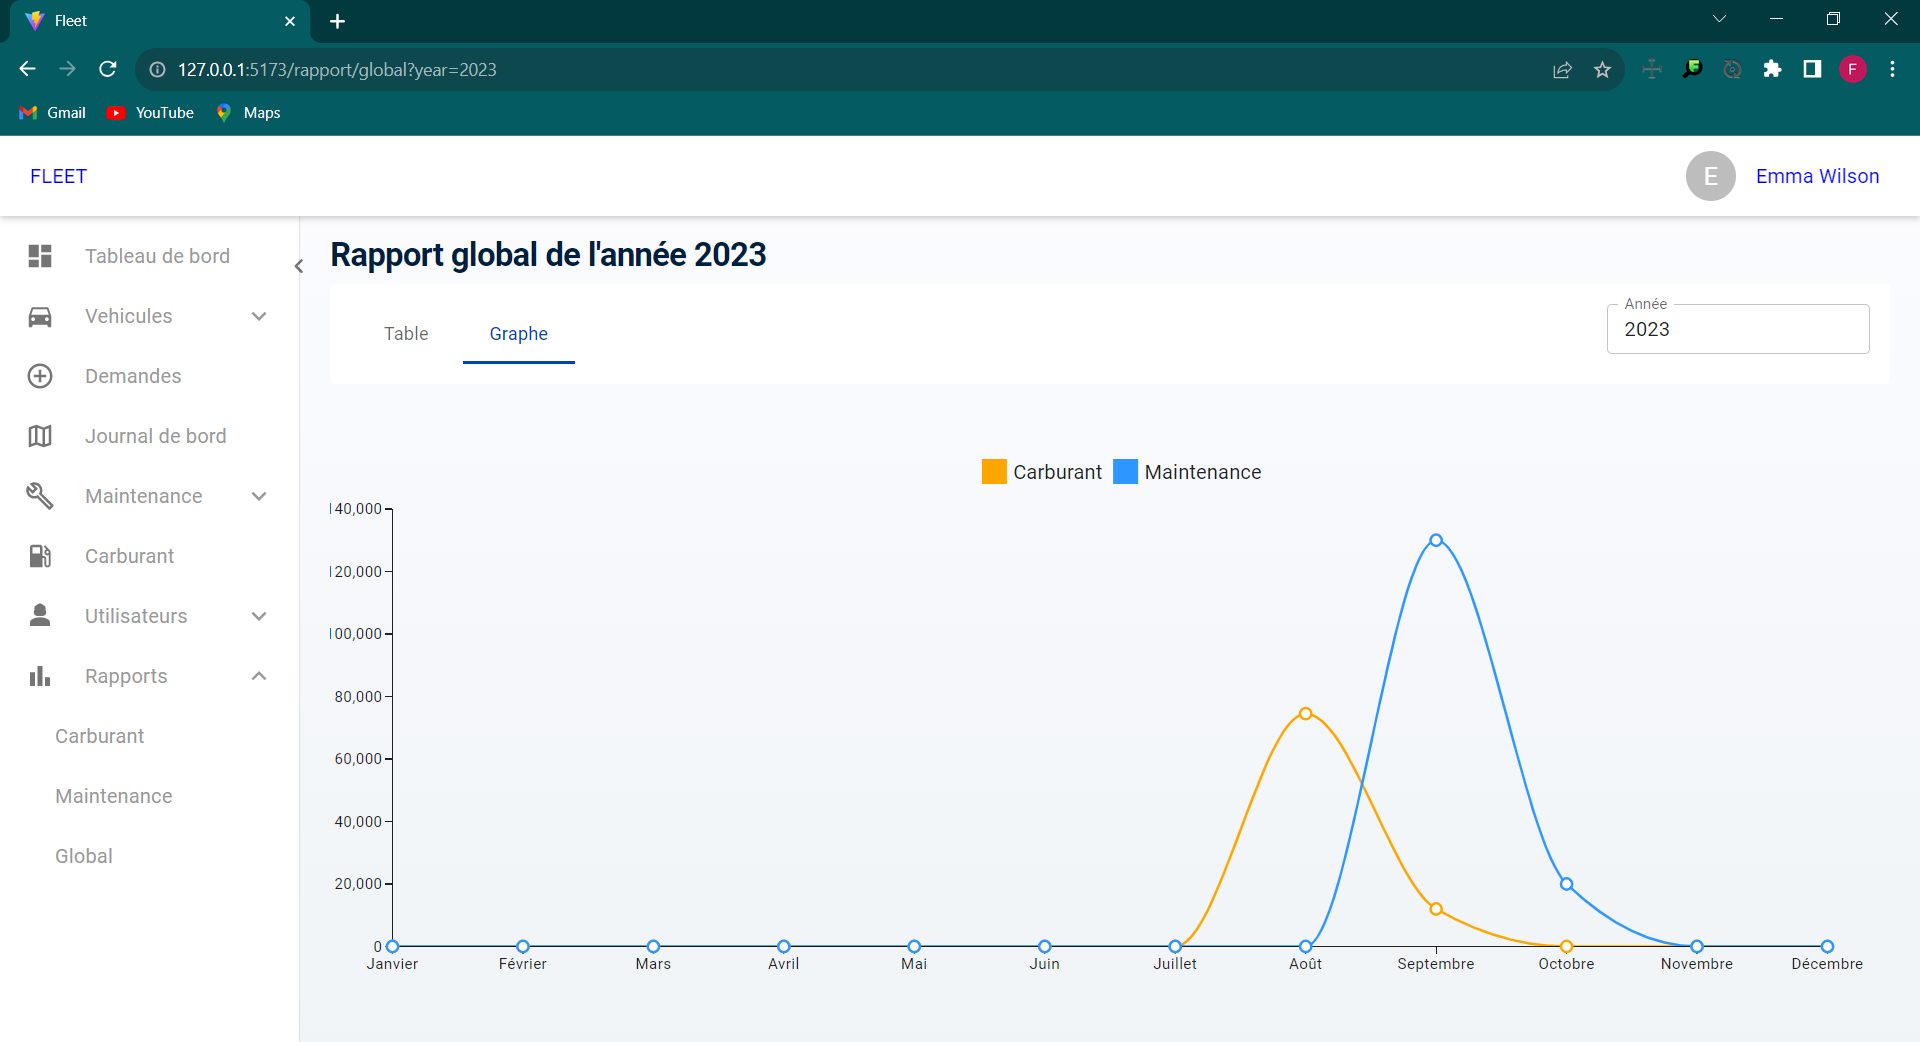 Fleet
127.0.0.1:5173/rapport/global?year=2023
F
Gmail YouTube Maps
FLEET
E Emma Wilson
Tableau de bord
Vehicules
Demandes
Journal de bord
Maintenance
Carburant
Utilisateurs
Rapports
Carburant
Maintenance
Global
Rapport global de l'année 2023
Table Graphe
Année
2023
Carburant Maintenance
140,000
120,000
100,000
80,000
60,000
40,000
20,000
0
Janvier Février Mars Avril Mai Juin Juillet Août Septembre Octobre Novembre Décembre